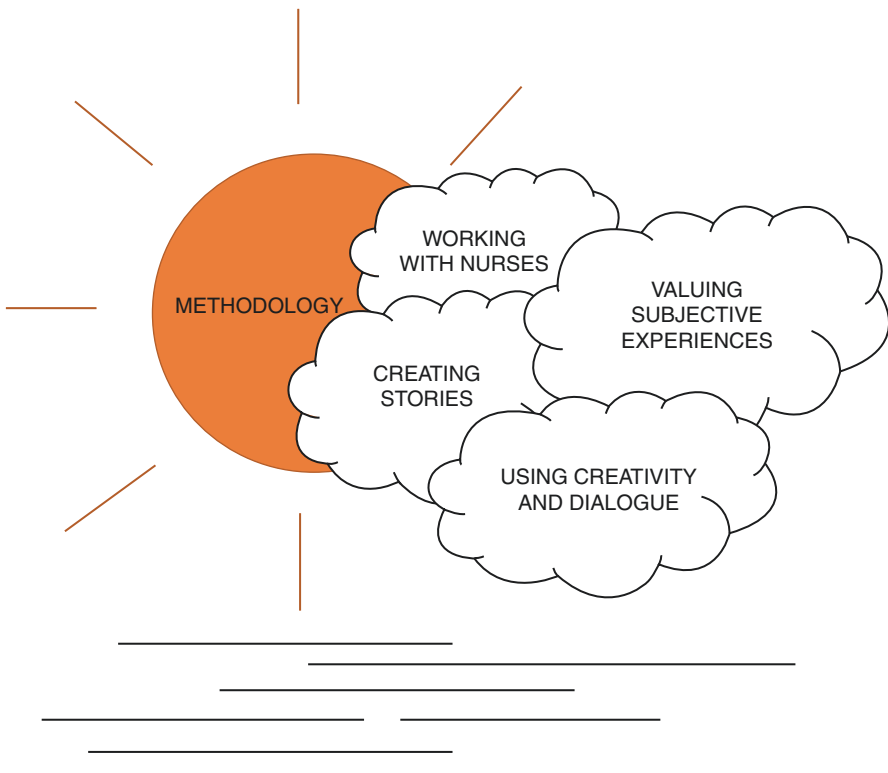 METHODOLOGY
WORKING
WITH NURSES
VALUING
SUBJECTIVE
EXPERIENCES
CREATING
STORIES
USING CREATIVITY
AND DIALOGUE